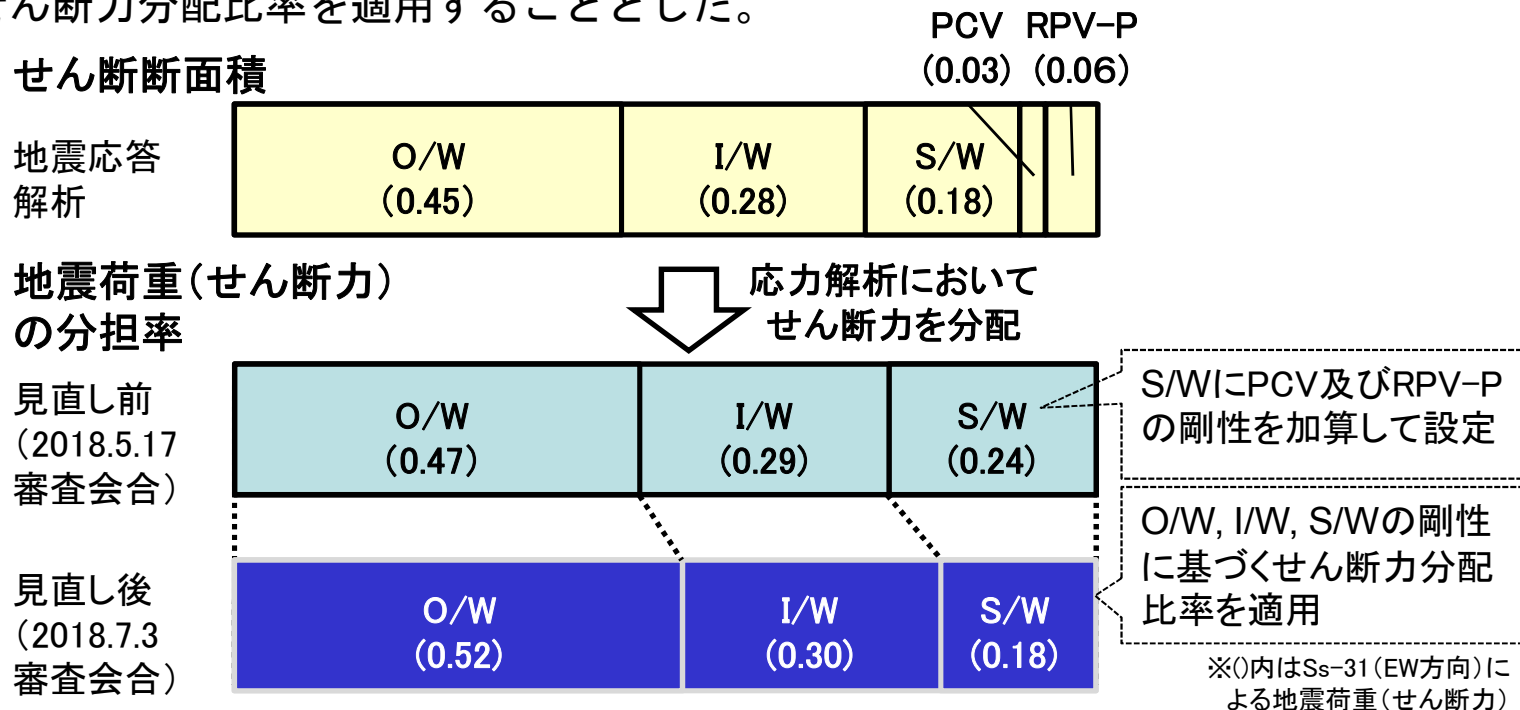 せん断力分配比率を適用することとした。
PCV RPV-P
(0.03) (0.06)
せん断断面積
地震応答
解析
O/W
(0.45)
I/W
(0.28)
S/W
(0.18)
地震荷重(せん断力)
の分担率
応力解析において
せん断力を分配
見直し前
(2018.5.17
審査会合)
O/W
(0.47)
I/W
(0.29)
S/W
(0.24)
S/WにPCV及びRPV-P
の剛性を加算して設定
見直し後
(2018.7.3
審査会合)
O/W
(0.52)
I/W
(0.30)
S/W
(0.18)
O/W, I/W, S/Wの剛性
に基づくせん断力分配
比率を適用
※()内はSs-31(EW方向)に
よる地震荷重(せん断力)